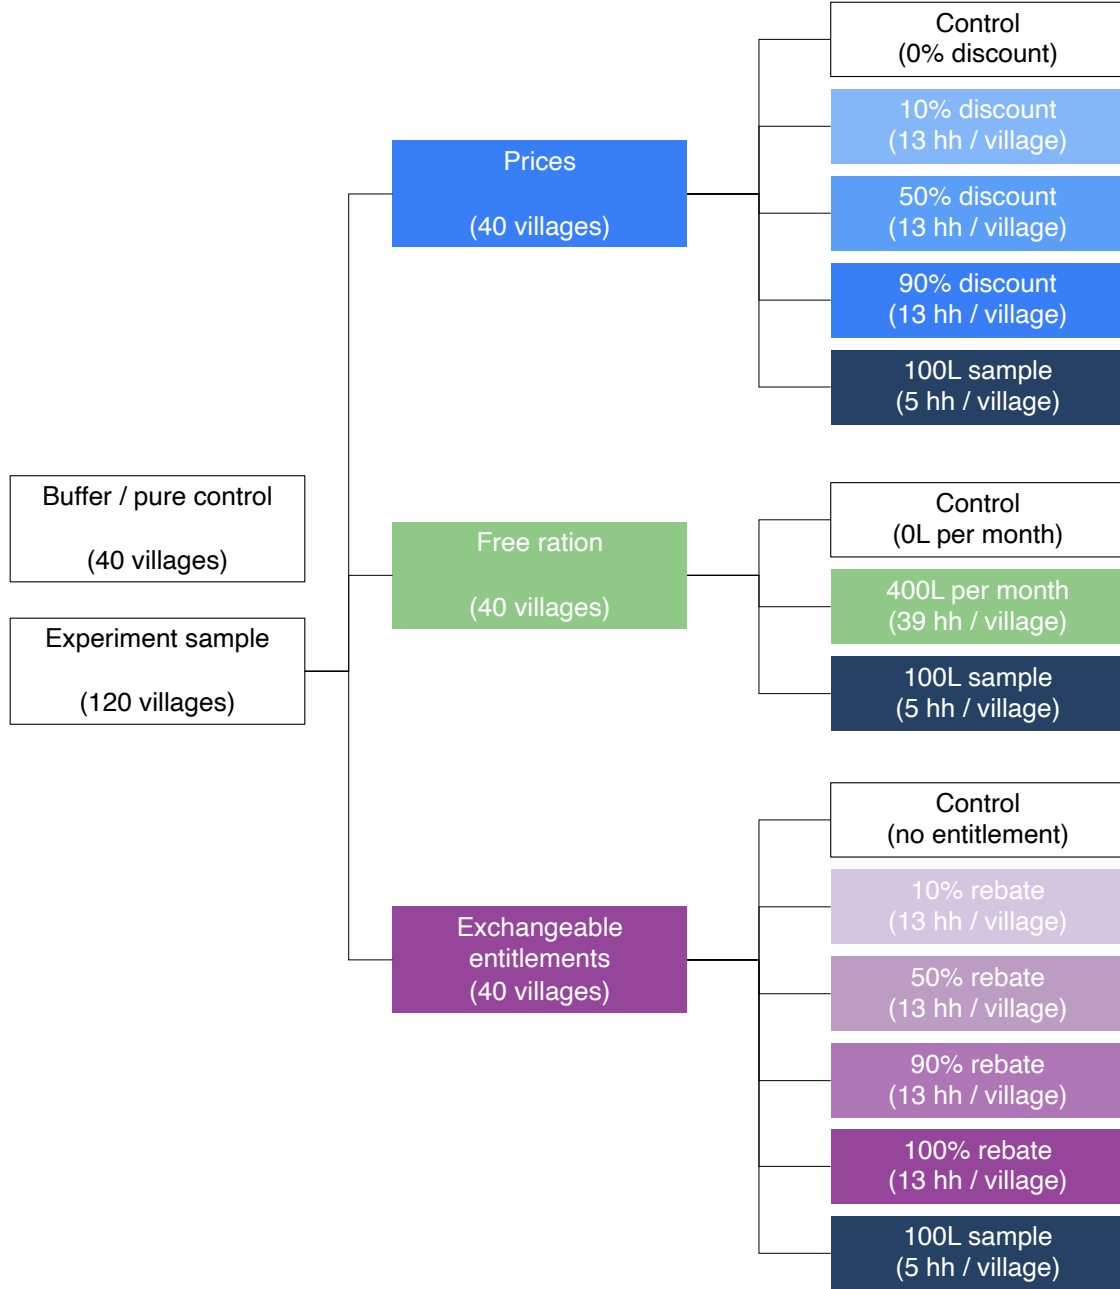 Buffer / pure control
(40 villages)
Experiment sample
(120 villages)
Prices
(40 villages)
Free ration
(40 villages)
Exchangeable
entitlements
(40 villages)
Control
(0% discount)
10% discount
(13 hh / village)
50% discount
(13 hh / village)
90% discount
(13 hh / village)
100L sample
(5 hh / village)
Control
(0L per month)
400L per month
(39 hh / village)
100L sample
(5 hh / village)
Control
(no entitlement)
10% rebate
(13 hh / village)
50% rebate
(13 hh / village)
90% rebate
(13 hh / village)
100% rebate
(13 hh / village)
100L sample
(5 hh / village)